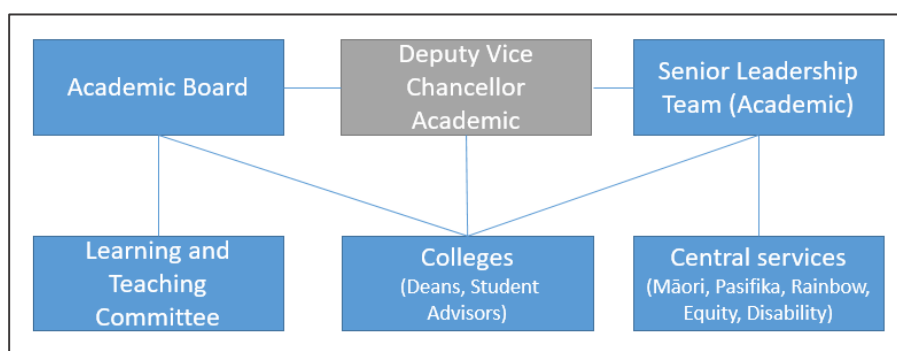 Academic Board
Deputy Vice
Chancellor
Academic
Senior Leadership
Team (Academic)
Learning and
Teaching
Committee
Colleges
(Deans, Student
Advisors)
Central services
(Māori, Pasifika, Rainbow,
Equity, Disability)